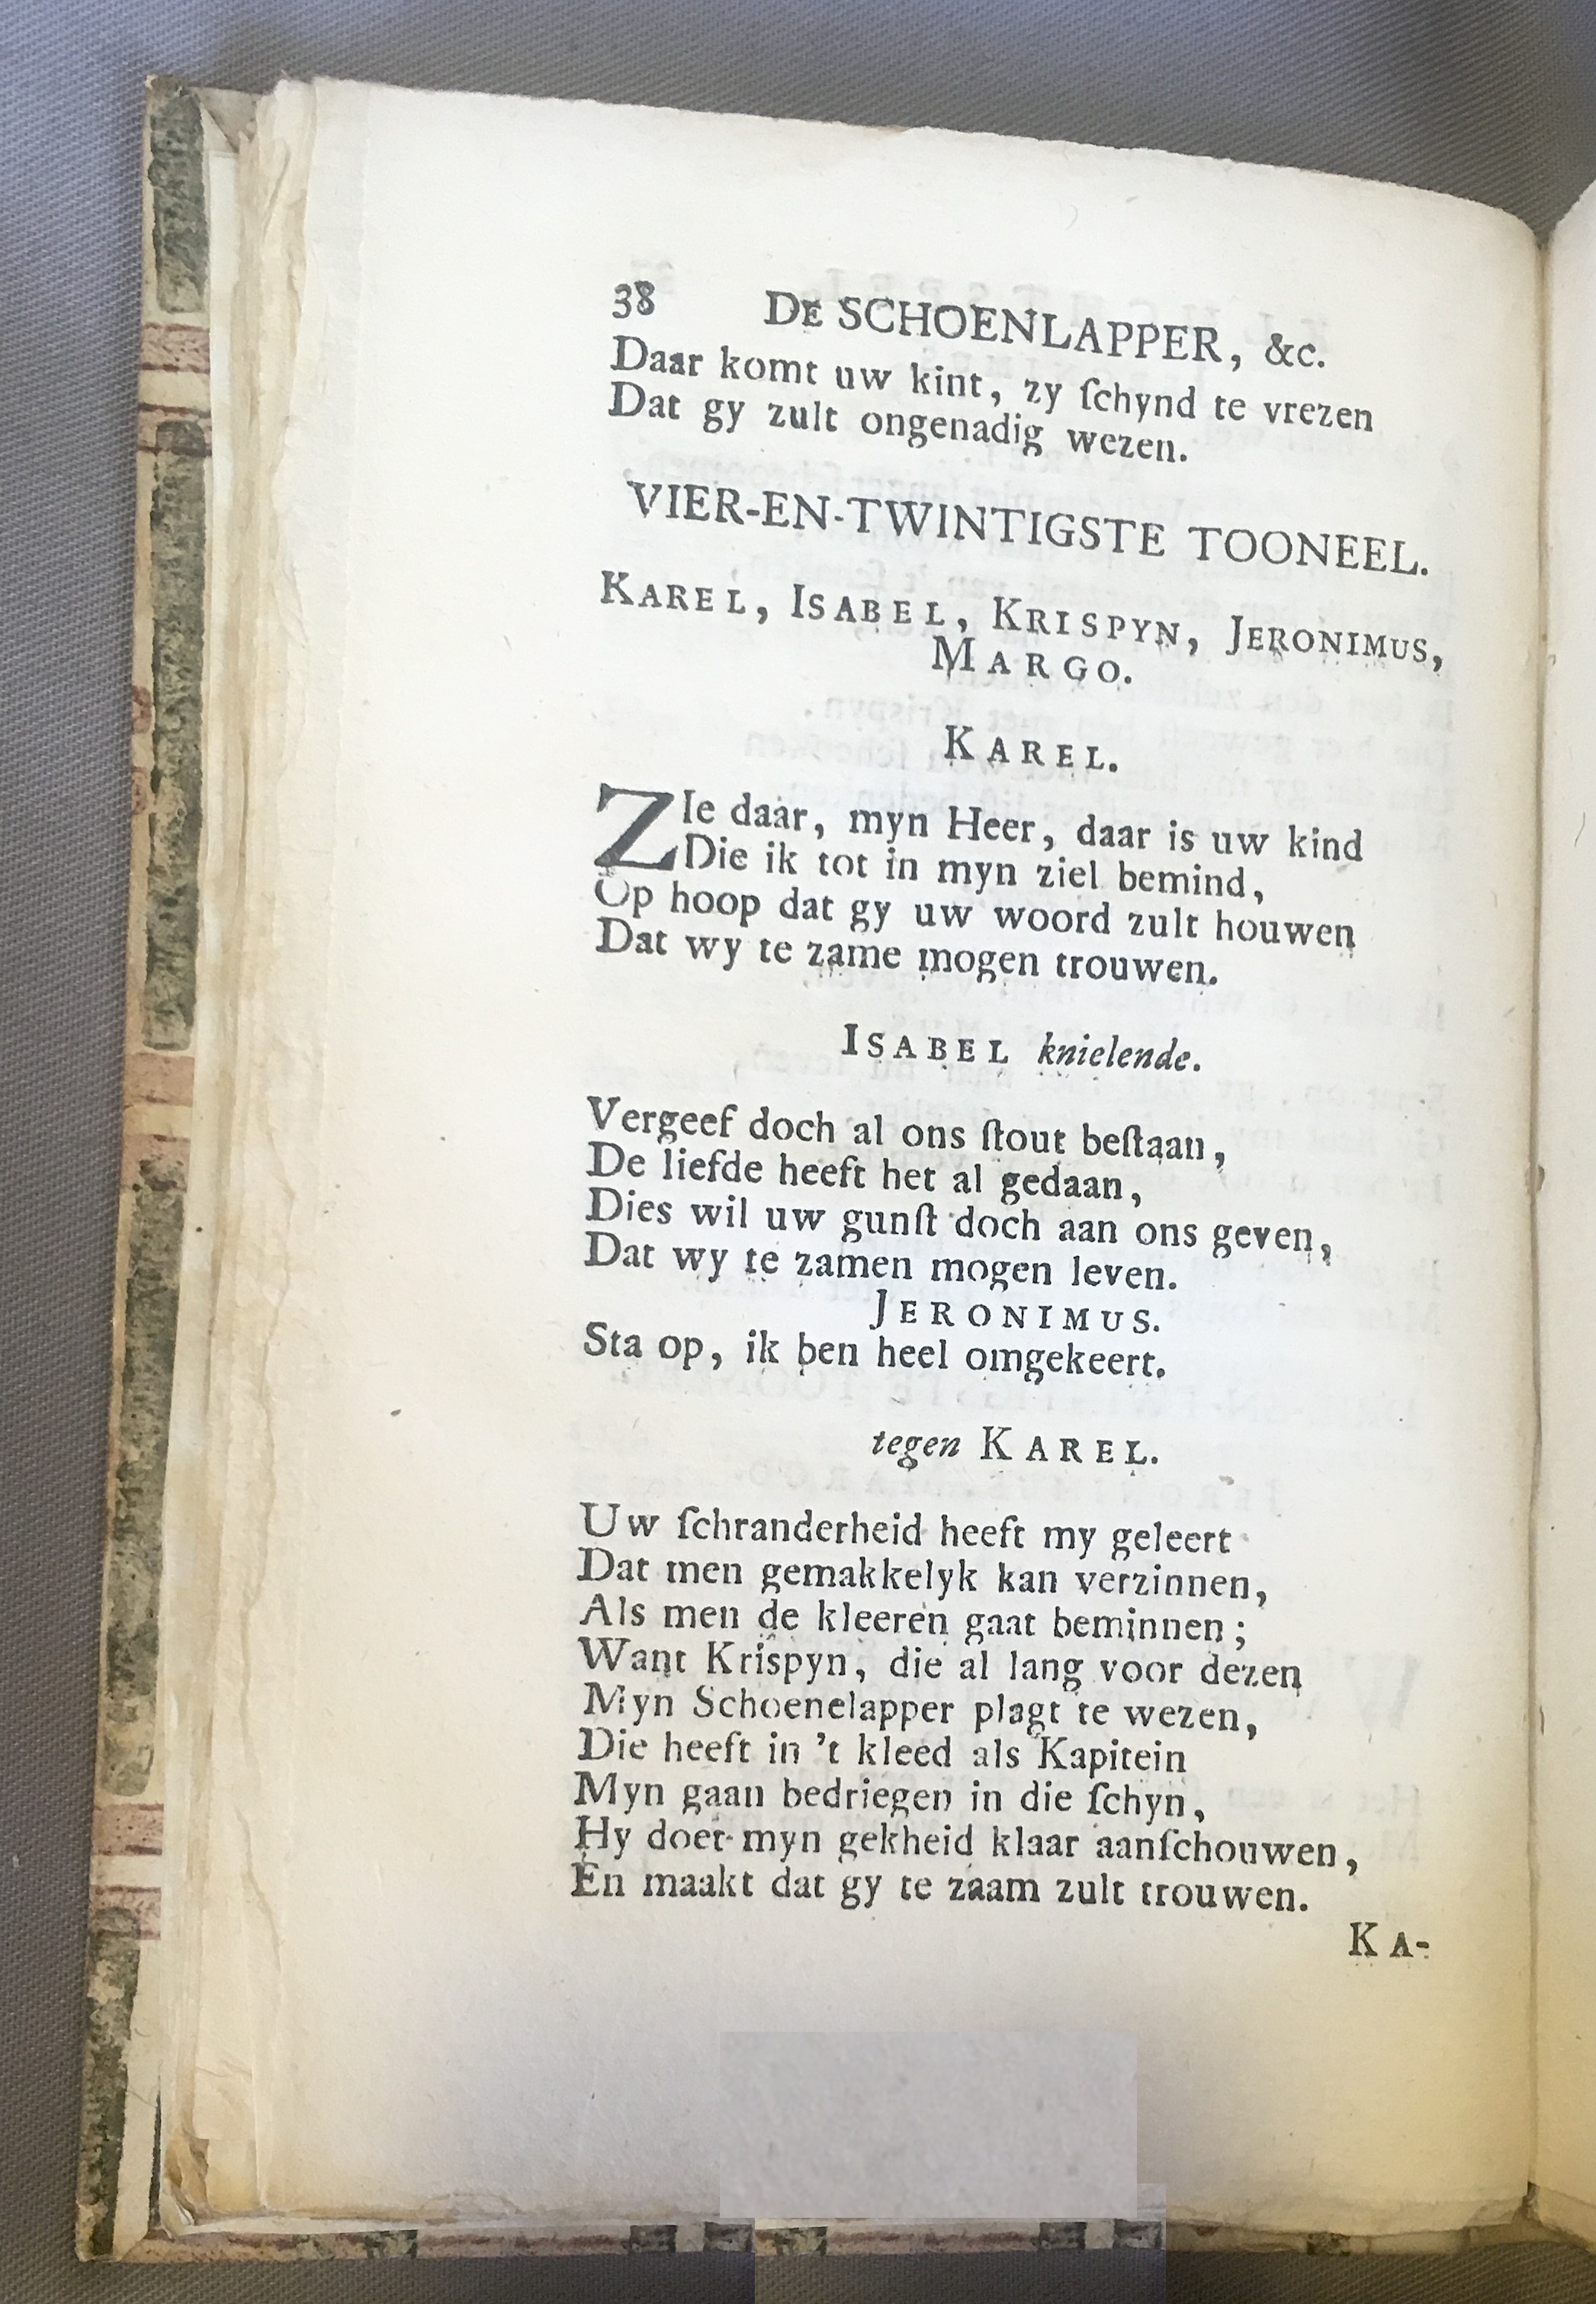 38 DE SCHOENLAPPER, &c.
Daar komt uw kint, zy ſchynd te vrezen
Dat gy zult ongenadig wezen.
VIER-EN-TWINTIGSTE TOONEEL.
KAREL, ISABEL, KRISPYN, JERONIMUS,
MARGO.
KAREL.
ZIe daar, myn Heer, daar is uw kind
Die ik tot in myn ziel bemind,
Op hoop dat gy uw woord zult houwen
Dat wy te zame mogen trouwen.
ISABEL knielende.
Vergeef doch al ons ſtout beſtaan,
De liefde heeft het al gedaan,
Dies wil uw gunſt doch aan ons geven,
Dat wy te zamen mogen leven.
JERONIMUS.
Sta op, ik ben heel omgekeert.
tegen KAREL.
Uw ſchranderheid heeft my geleert
Dat men gemakkelyk kan verzinnen,
Als men de kleeren gaat beminnen;
Want Krispyn, die al lang voor dezen
Myn Schoenelapper plagt te wezen,
Die heeft in 't kleed als Kapitein
Myn gaan bedriegen in die ſchyn,
Hy doet myn gekheid klaar aanſchouwen,
En maakt dat gy te zaam zult trouwen.
KA-